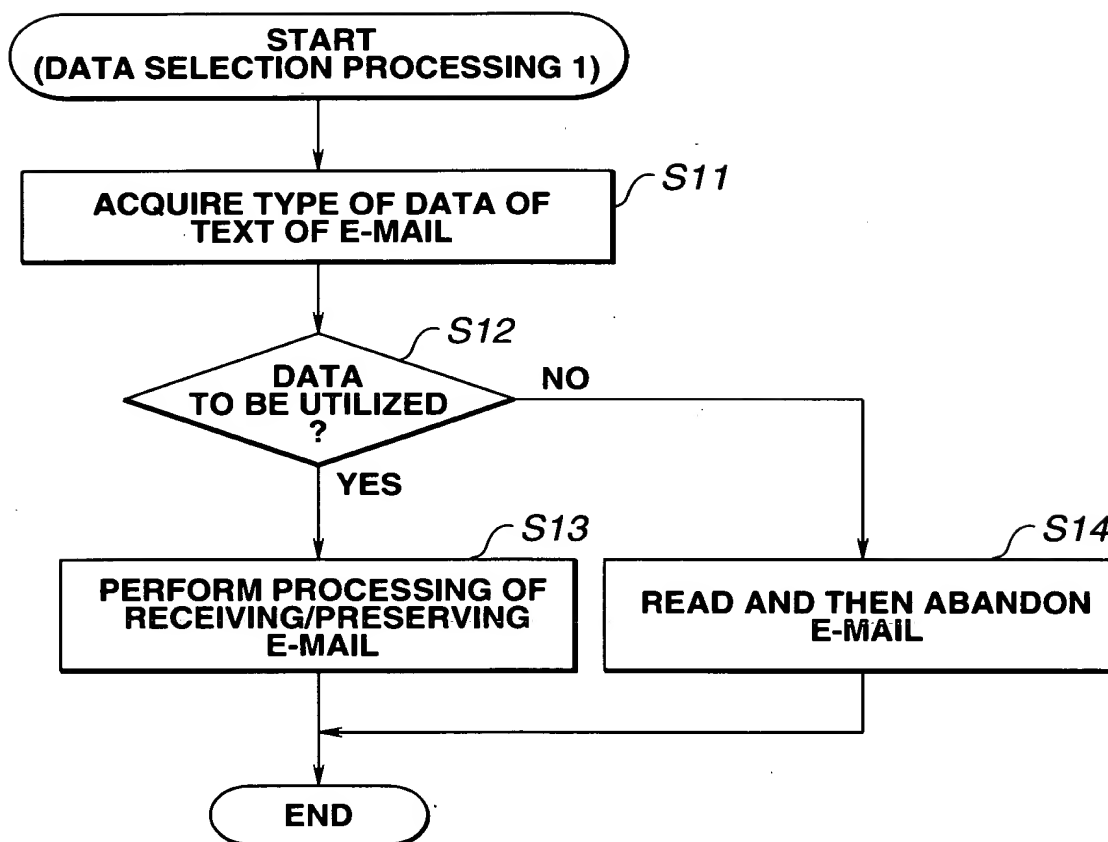 START
(DATA SELECTION PROCESSING 1)
S11
ACQUIRE TYPE OF DATA OF
TEXT OF E-MAIL
S12
DATA
TO BE UTILIZED
?
NO
YES
S13
PERFORM PROCESSING OF
RECEIVING/PRESERVING
E-MAIL
S14
READ AND THEN ABANDON
E-MAIL
END